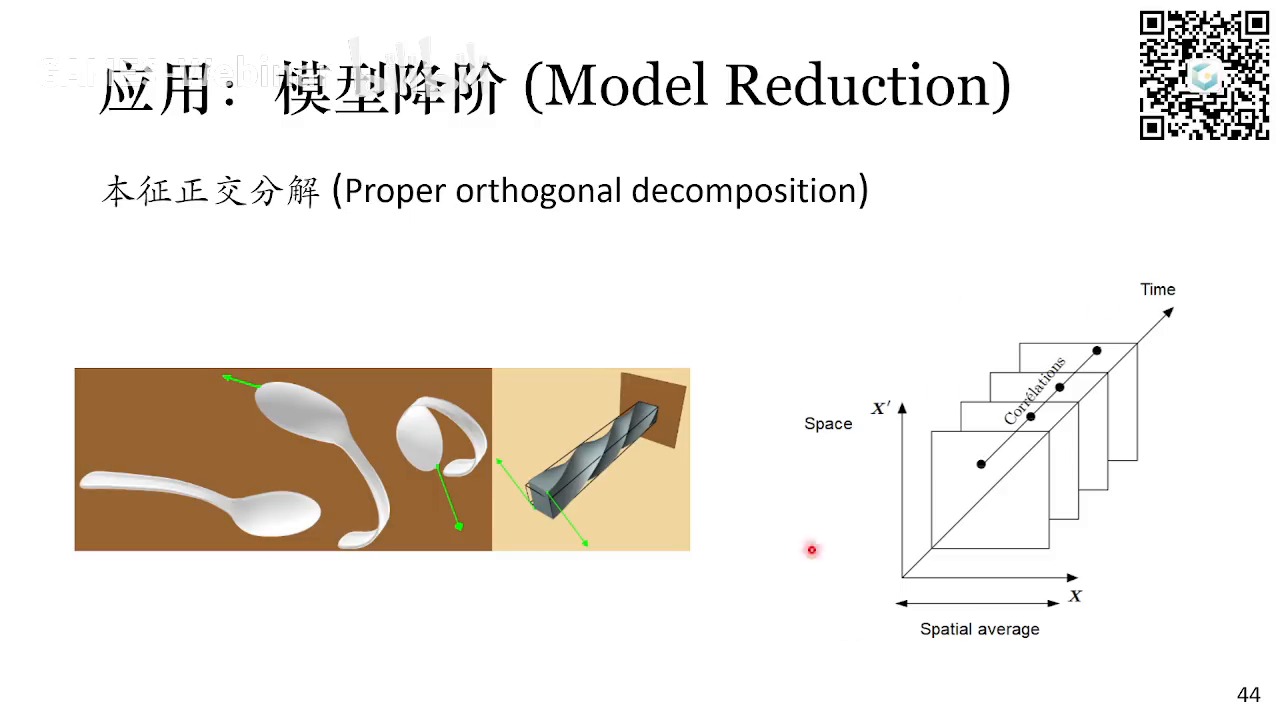 应用：模型降阶 (Model Reduction)
本征正交分解 (Proper orthogonal decomposition)
Time
Corrélations
X′
Space
X
Spatial average
44